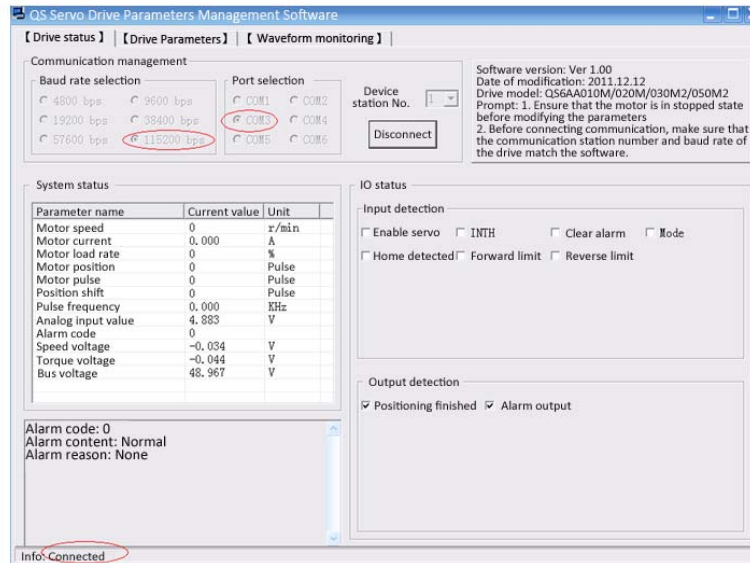 QS Servo Drive Parameters Management Software
【Drive status】 | 【Drive Parameters】 | 【 Waveform monitoring 】 |
Communication management
Baud rate selection
4800 bps 9600 bps
19200 bps 38400 bps
57600 bps 115200 bps
Port selection
COM1 COM2
COM3 COM4
COM5 COM6
Device
station No. 1
Disconnect
Software version: Ver 1.00
Date of modification: 2011.12.12
Drive model: QS6AA010M/020M/030M2/050M2
Prompt: 1. Ensure that the motor is in stopped state
before modifying the parameters
2. Before connecting communication, make sure that
the communication station number and baud rate of
the drive match the software.
System status
Parameter name Current value Unit
Motor speed 0 r/min
Motor current 0.000 A
Motor load rate 0 %
Motor position 0 Pulse
Motor pulse 0 Pulse
Position shift 0 Pulse
Pulse frequency 0.000 KHz
Analog input value 4.883 V
Alarm code 0
Speed voltage -0.034 V
Torque voltage -0.044 V
Bus voltage 48.967 V
IO status
Input detection
Enable servo INTH Clear alarm Mode
Home detected Forward limit Reverse limit
Output detection
Positioning finished Alarm output
Alarm code: 0
Alarm content: Normal
Alarm reason: None
Info: Connected